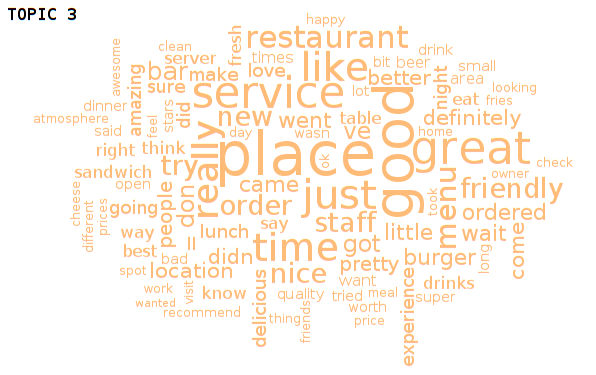 TOPIC 3
happy
restaurant
drink
clean
server
fresh
times
bit
beer
like
awesome
amazing
bar
make
love
better
small
area
night
looking
sure
service
lot
good
eat
fries
dinner
stars
did
new
went
table
definitely
atmosphere
said
feel
really
day
wasn
ve
home
great
right
think
place
ok
owner
check
sandwich
try
open
people
don
came
just
took
menu
friendly
cheese
different
prices
going
order
say
staff
little
ordered
way
ll
lunch
time
got
wait
come
best
bad
didn
pretty
burger
long
spot
location
nice
want
drinks
work
visit
know
delicious
quality
tried
meal
experience
super
wanted
recommend
thing
friends
worth
price